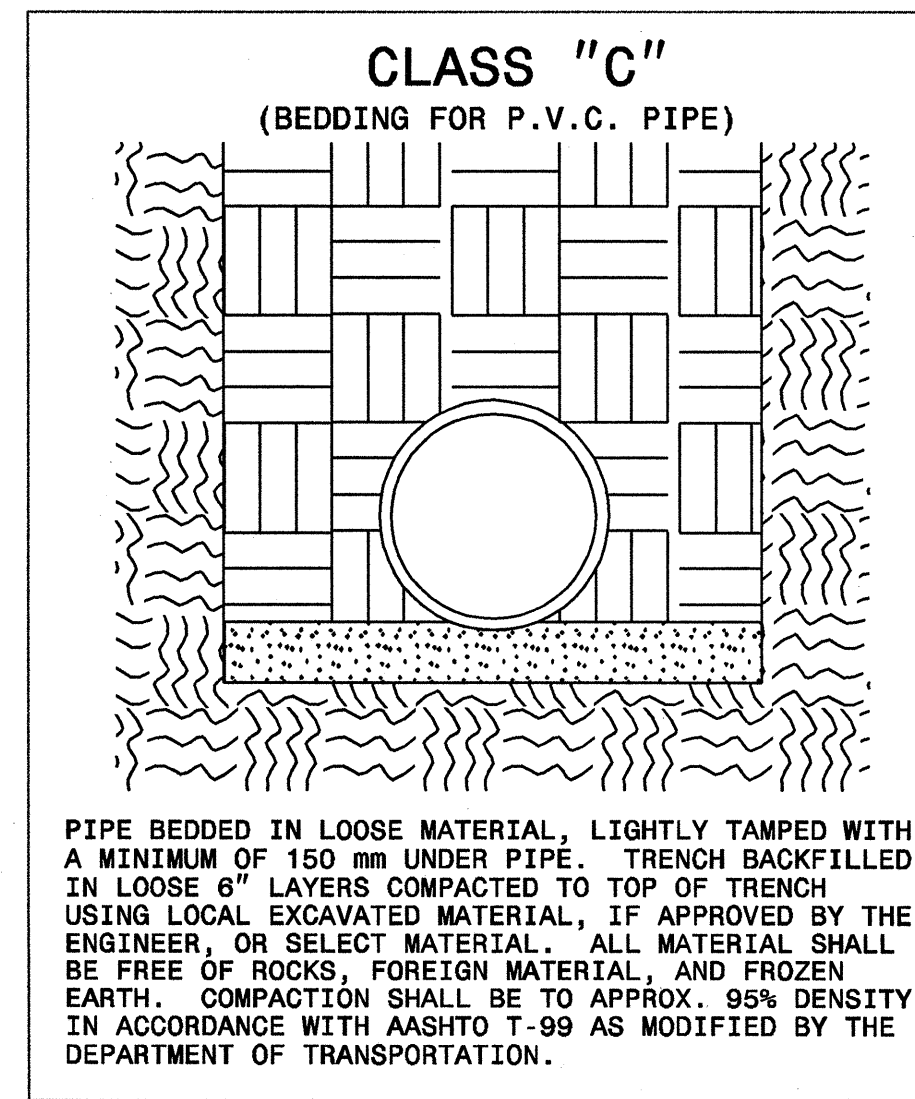 CLASS "C"
(BEDDING FOR P.V.C. PIPE)
PIPE BEDDED IN LOOSE MATERIAL, LIGHTLY TAMPED WITH
A MINIMUM OF 150 mm UNDER PIPE. TRENCH BACKFILLED
IN LOOSE 6" LAYERS COMPACTED TO TOP OF TRENCH
USING LOCAL EXCAVATED MATERIAL, IF APPROVED BY THE
ENGINEER, OR SELECT MATERIAL. ALL MATERIAL SHALL
BE FREE OF ROCKS, FOREIGN MATERIAL, AND FROZEN
EARTH. COMPACTION SHALL BE TO APPROX. 95% DENSITY
IN ACCORDANCE WITH AASHTO T-99 AS MODIFIED BY THE
DEPARTMENT OF TRANSPORTATION.